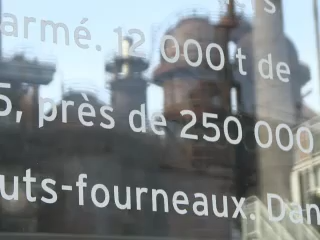 s
armé. 12 000 t de
5, près de 250 000
uts-fourneaux. Dan